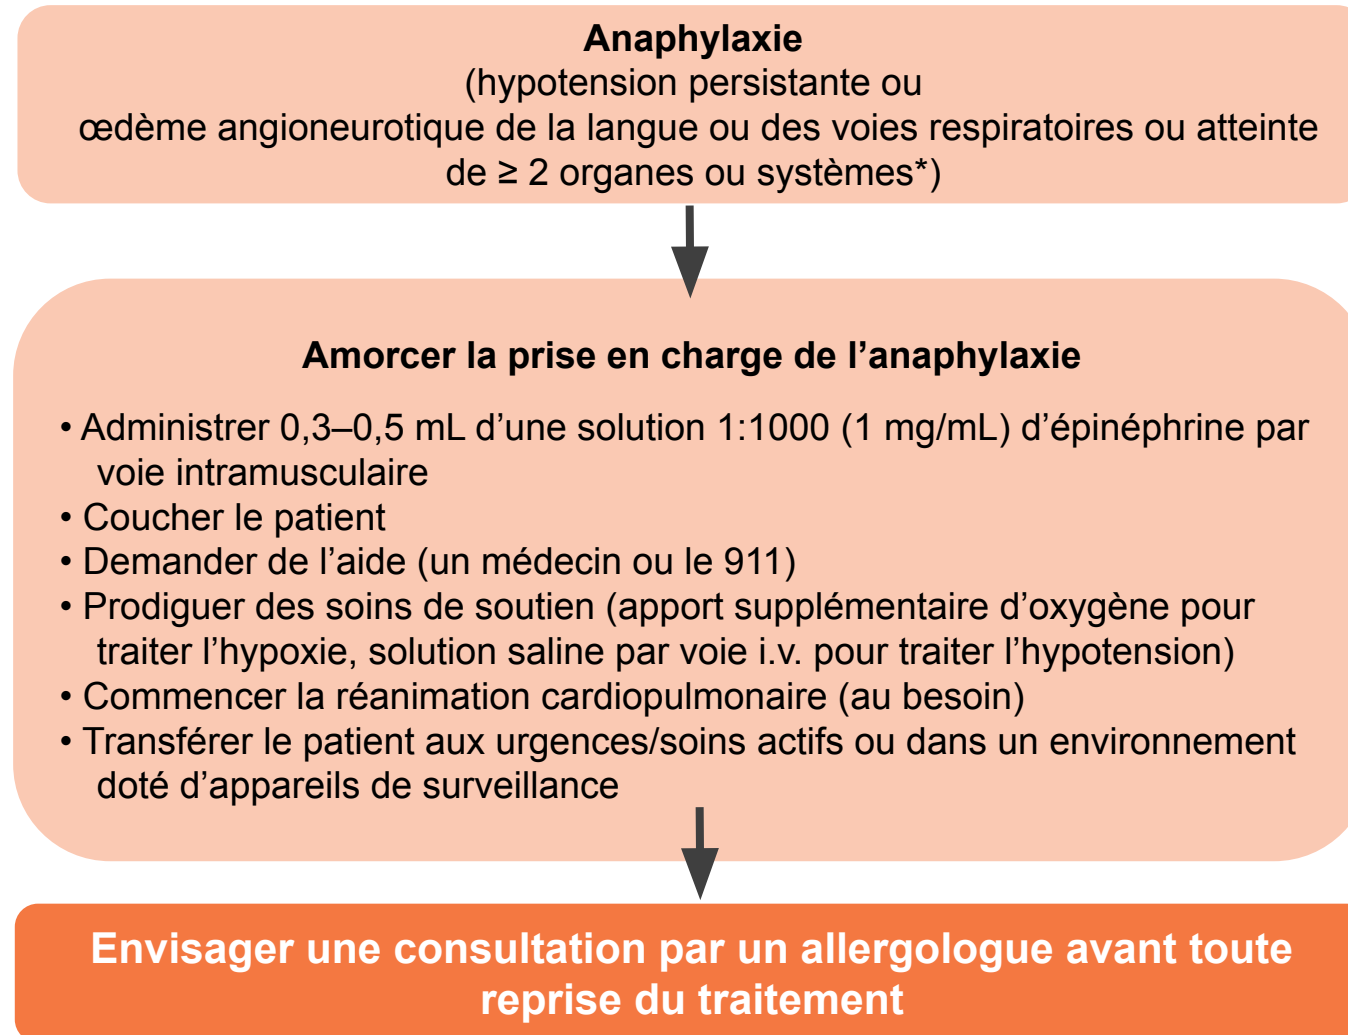 Anaphylaxie
(hypotension persistante ou
œdème angioneurotique de la langue ou des voies respiratoires ou atteinte
de ≥ 2 organes ou systèmes*)
Amorcer la prise en charge de l’anaphylaxie
• Administrer 0,3–0,5 mL d’une solution 1:1000 (1 mg/mL) d’épinéphrine par
voie intramusculaire
• Coucher le patient
• Demander de l’aide (un médecin ou le 911)
• Prodiguer des soins de soutien (apport supplémentaire d’oxygène pour
traiter l’hypoxie, solution saline par voie i.v. pour traiter l’hypotension)
• Commencer la réanimation cardiopulmonaire (au besoin)
• Transférer le patient aux urgences/soins actifs ou dans un environnement
doté d’appareils de surveillance
Envisager une consultation par un allergologue avant toute
reprise du traitement